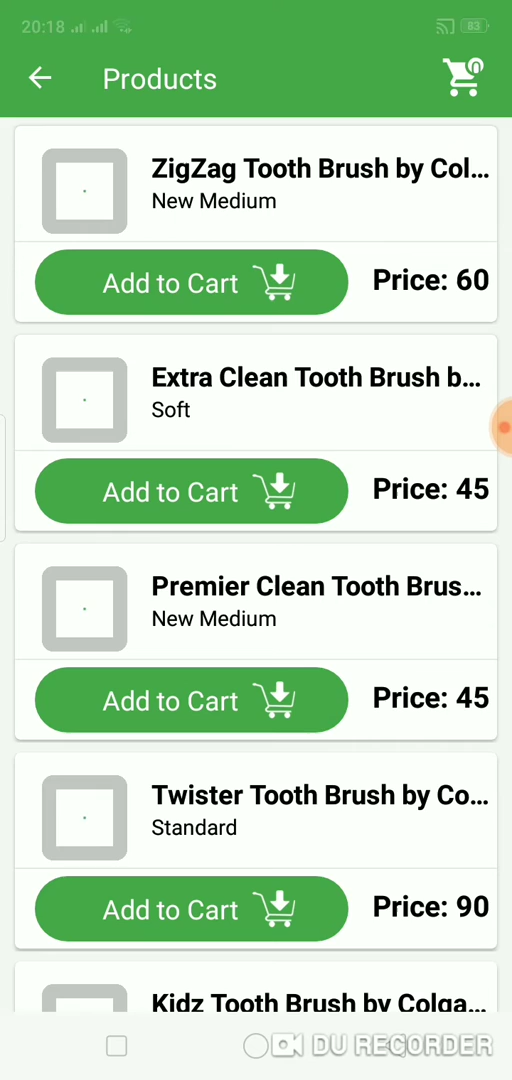 20:18
83
Products
0
ZigZag Tooth Brush by Col...
New Medium
Add to Cart
Price: 60
Extra Clean Tooth Brush b...
Soft
Add to Cart
Price: 45
Premier Clean Tooth Brus...
New Medium
Add to Cart
Price: 45
Twister Tooth Brush by Co...
Standard
Add to Cart
Price: 90
Kidz Tooth Brush by Colga...
DU RECORDER